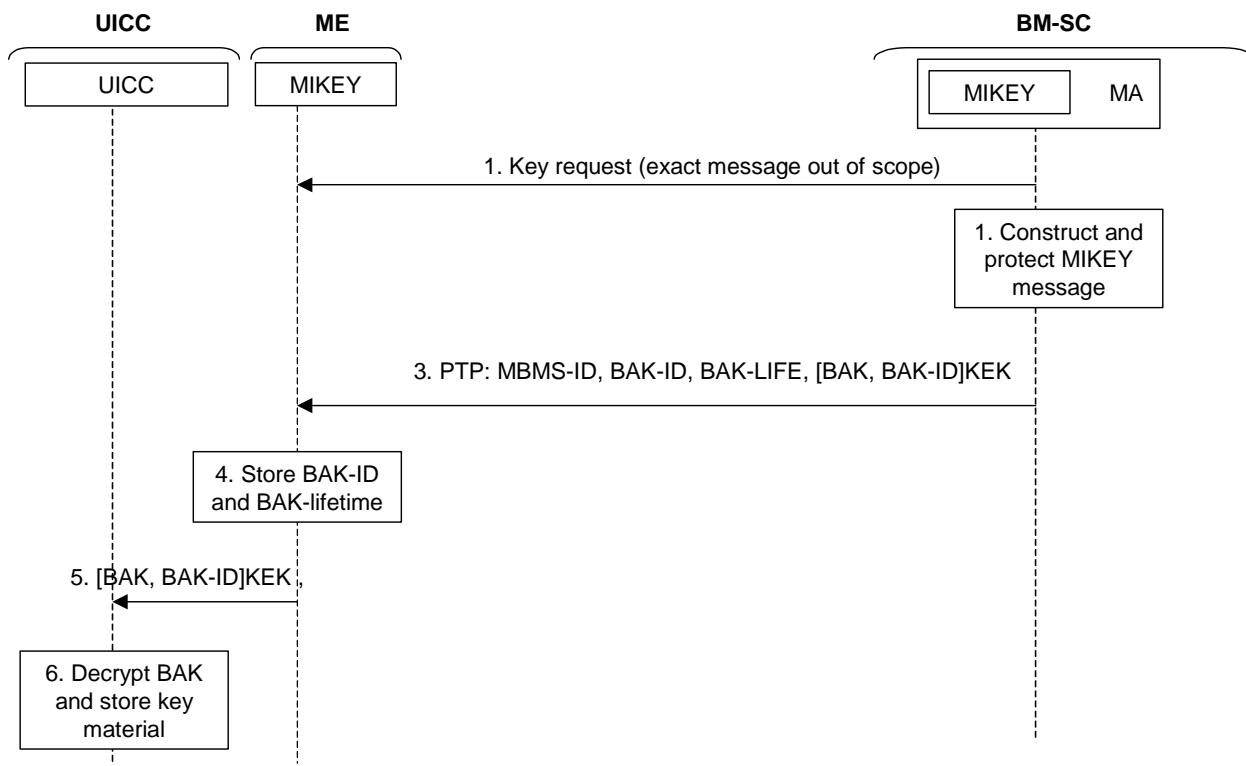 UICC ME BM-SC
UICC MIKEY MIKEY MA
1. Key request (exact message out of scope)
1. Construct and
protect MIKEY
message
3. PTP: MBMS-ID, BAK-ID, BAK-LIFE, [BAK, BAK-ID]KEK
4. Store BAK-ID
and BAK-lifetime
5. [BAK, BAK-ID]KEK ,
6. Decrypt BAK
and store key
material